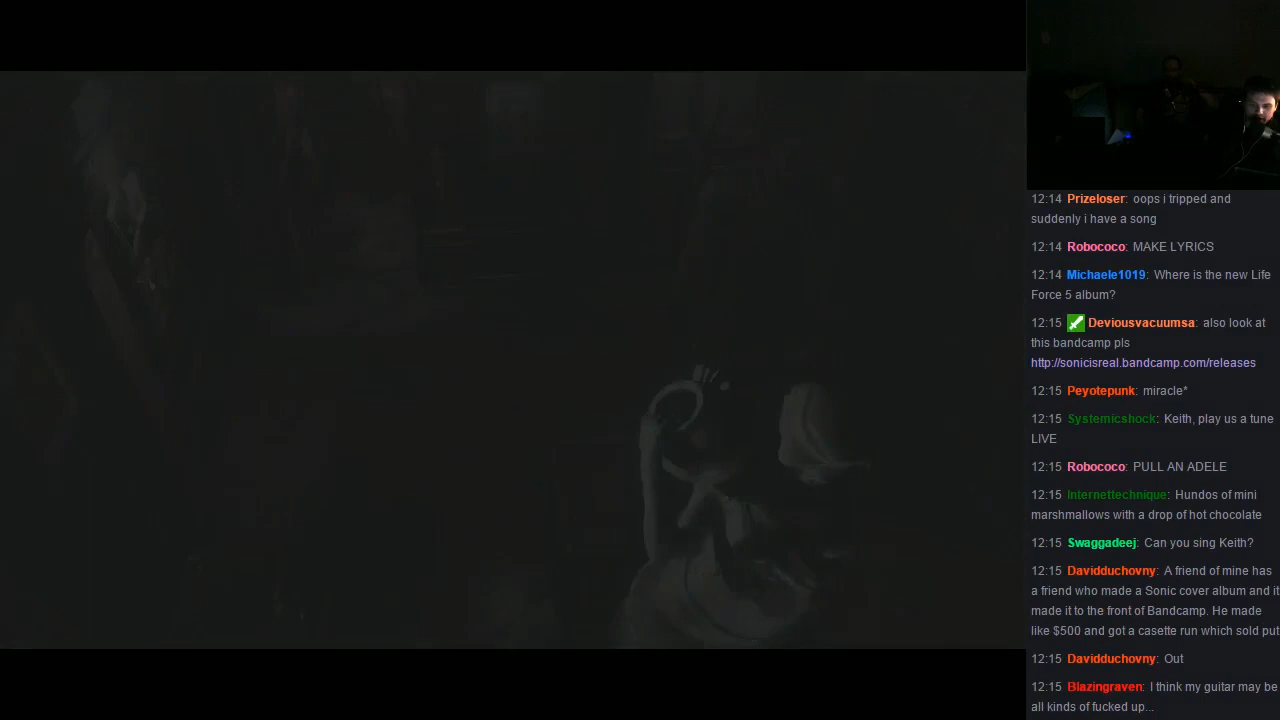 12:14 Prizeloser: oops i tripped and
suddenly i have a song
12:14 Robococo: MAKE LYRICS
12:14 Michaele1019: Where is the new Life
Force 5 album?
12:15 Deviousvacuumsa: also look at
this bandcamp pls
http://sonicisreal.bandcamp.com/releases
12:15 Peyotepunk: miracle*
12:15 Systemicshock: Keith, play us a tune
LIVE
12:15 Robococo: PULL AN ADELE
12:15 Internettechnique: Hundos of mini
marshmallows with a drop of hot chocolate
12:15 Swaggadeej: Can you sing Keith?
12:15 Davidduchovny: A friend of mine has
a friend who made a Sonic cover album and it
made it to the front of Bandcamp. He made
like $500 and got a casette run which sold put
12:15 Davidduchovny: Out
12:15 Blazingraven: I think my guitar may be
all kinds of fucked up...